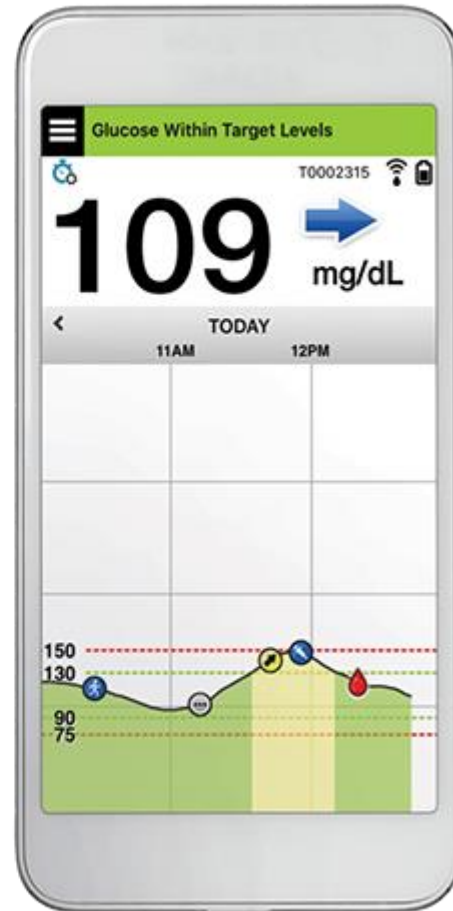 Glucose Within Target Levels
T0002315
109
mg/dL
TODAY
11AM 12PM
150
130
90
75